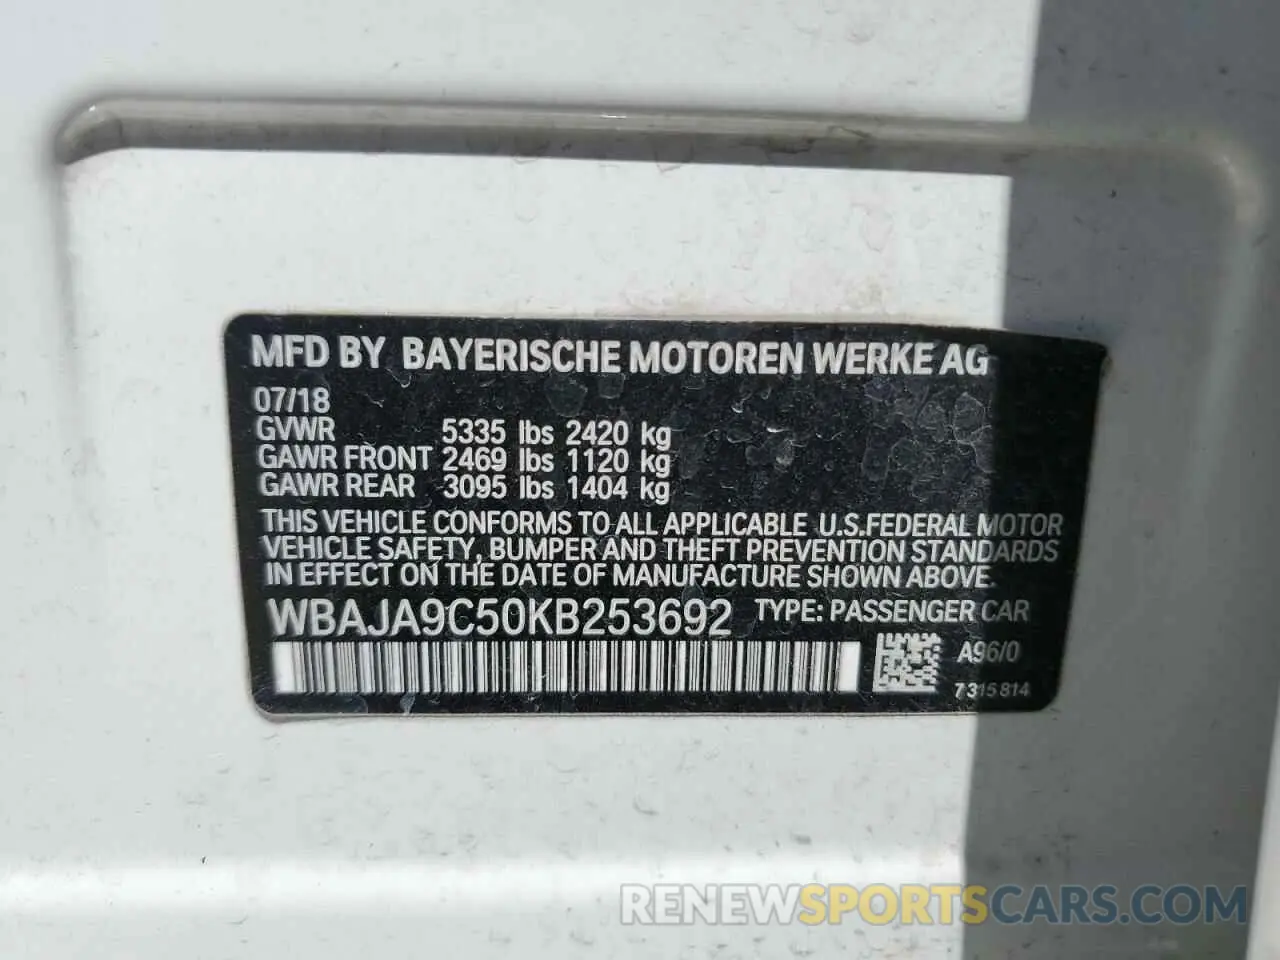 MFD BY BAYERISCHE MOTOREN WERKE AG
07/18
GVWR 5335 lbs 2420 kg
GAWR FRONT 2469 lbs 1120 kg
GAWR REAR 3095 lbs 1404 kg
THIS VEHICLE CONFORMS TO ALL APPLICABLE U.S.FEDERAL MOTOR
VEHICLE SAFETY, BUMPER AND THEFT PREVENTION STANDARDS
IN EFFECT ON THE DATE OF MANUFACTURE SHOWN ABOVE.
WBAJA9C50KB253692 TYPE: PASSENGER CAR
A96/0
7 315 814
RENEWSPORTSCARS.COM